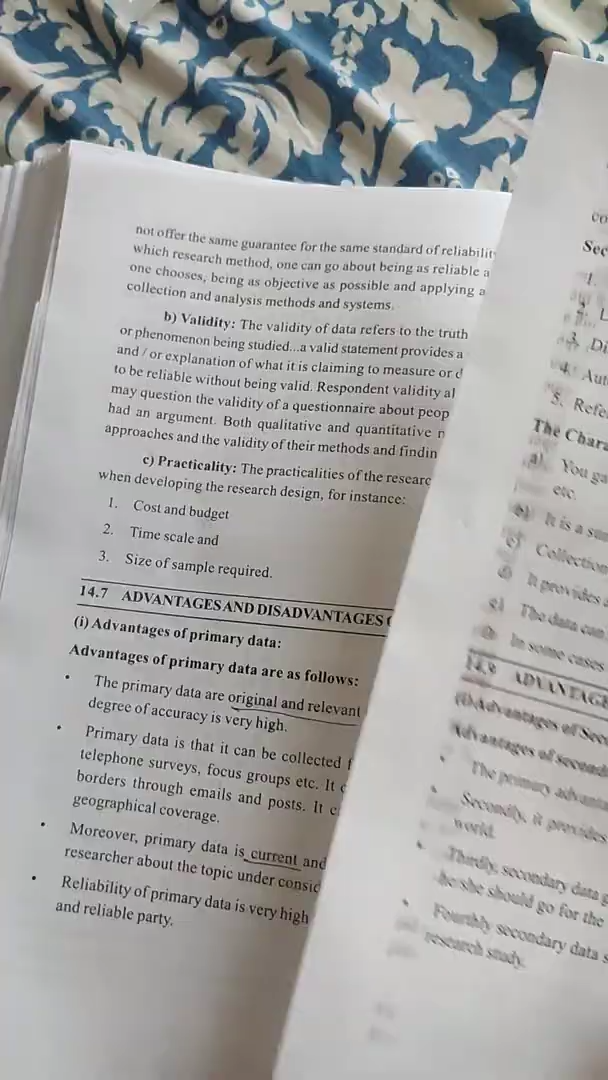 not offer the same guarantee for the same standard of reliability
which research method, one can go about being as reliable a
one chooses, being as objective as possible and applying a
collection and analysis methods and systems.
b) Validity: The validity of data refers to the truth
or phenomenon being studied...a valid statement provides a
and / or explanation of what it is claiming to measure or d
to be reliable without being valid. Respondent validity al
may question the validity of a questionnaire about peop
had an argument. Both qualitative and quantitative
approaches and the validity of their methods and findin
c) Practicality: The practicalities of the researc
when developing the research design, for instance:
1. Cost and budget
2. Time scale and
3. Size of sample required.
14.7 ADVANTAGES AND DISADVANTAGES
(i) Advantages of primary data:
Advantages of primary data are as follows:
• The primary data are original and relevant
degree of accuracy is very high.
• Primary data is that it can be collected f
telephone surveys, focus groups etc. It c
borders through emails and posts. It c
geographical coverage.
• Moreover, primary data is current and
researcher about the topic under consid
• Reliability of primary data is very high
and reliable party.
co
Sec
1.
2. L
3. Di
4. Aut
5. Refe
The Chara
a) You ga
etc.
b) It is a su
c) Collection
d) It provides
e) The data can
In some cases
ADVANTAGE
(i) Advantages of Sec
Advantages of second
• The primary advanta
• Secondly, it provides
world.
• Thirdly, secondary data
he/she should go for the
• Fourthly secondary data s
research study.